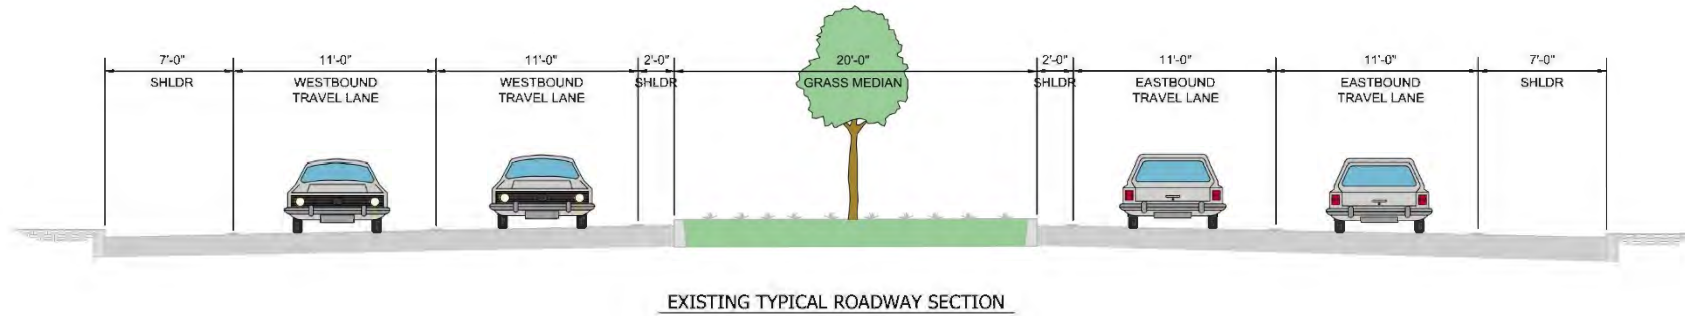 7'-0" 11'-0" 11'-0" 2'-0" 20'-0" 2'-0" 11'-0" 11'-0" 7'-0"
SHLDR WESTBOUND WESTBOUND SHLDR GRASS MEDIAN SHLDR EASTBOUND EASTBOUND SHLDR
TRAVEL LANE TRAVEL LANE TRAVEL LANE TRAVEL LANE
EXISTING TYPICAL ROADWAY SECTION